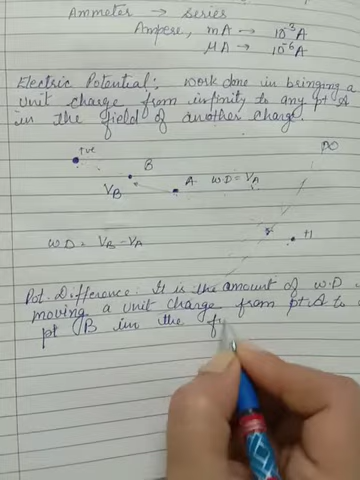 Ammeter → Series
Ampere, mA → 10⁻³A
μA → 10⁻⁶A
Electric Potential: Work done in bringing a
unit charge from infinity to any pt A
in the field of another charge
+ve
B
A WD = VA
VB
WD = VB - VA
+1
Pot. Difference: It is the amount of W.D
moving a unit charge from pt A to
pt B in the f